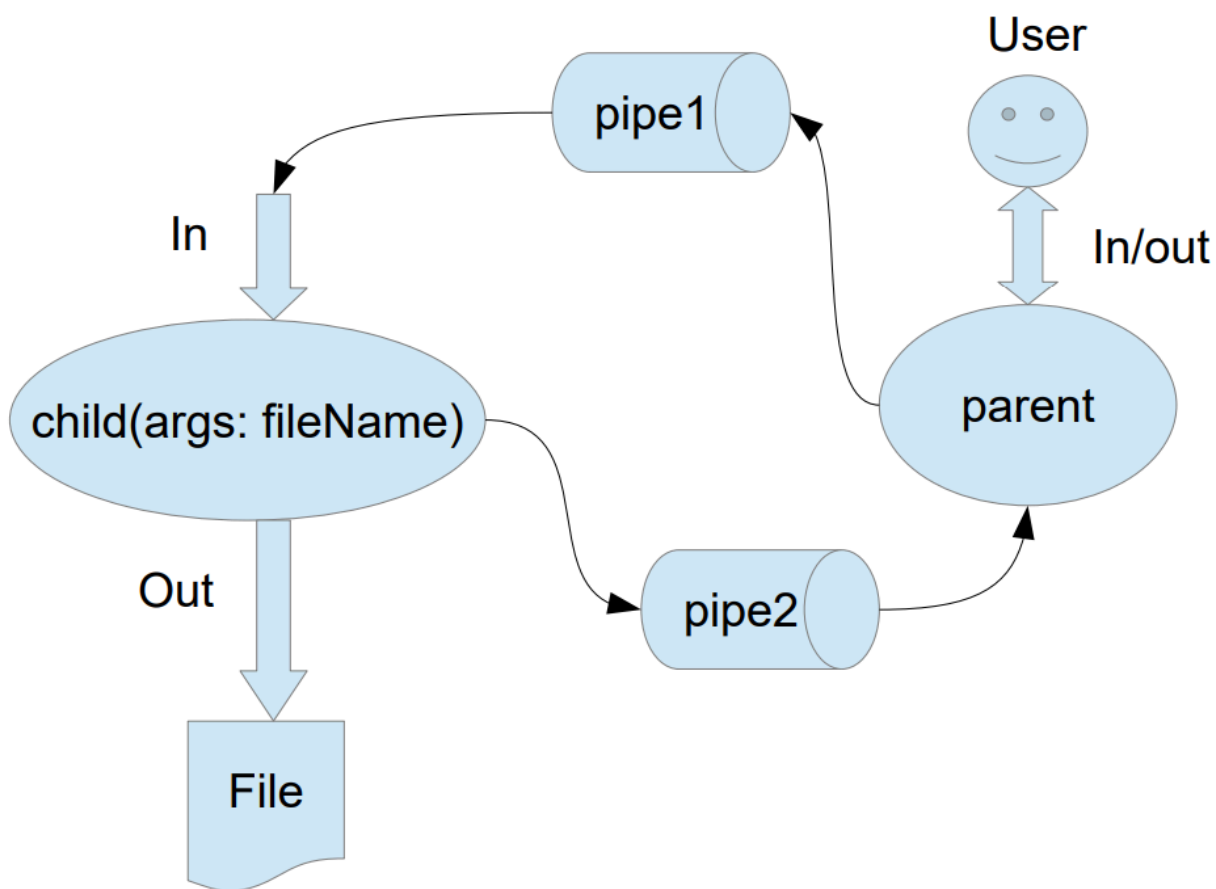 User
pipe1
In
In/out
child(args: fileName)
parent
Out
pipe2
File